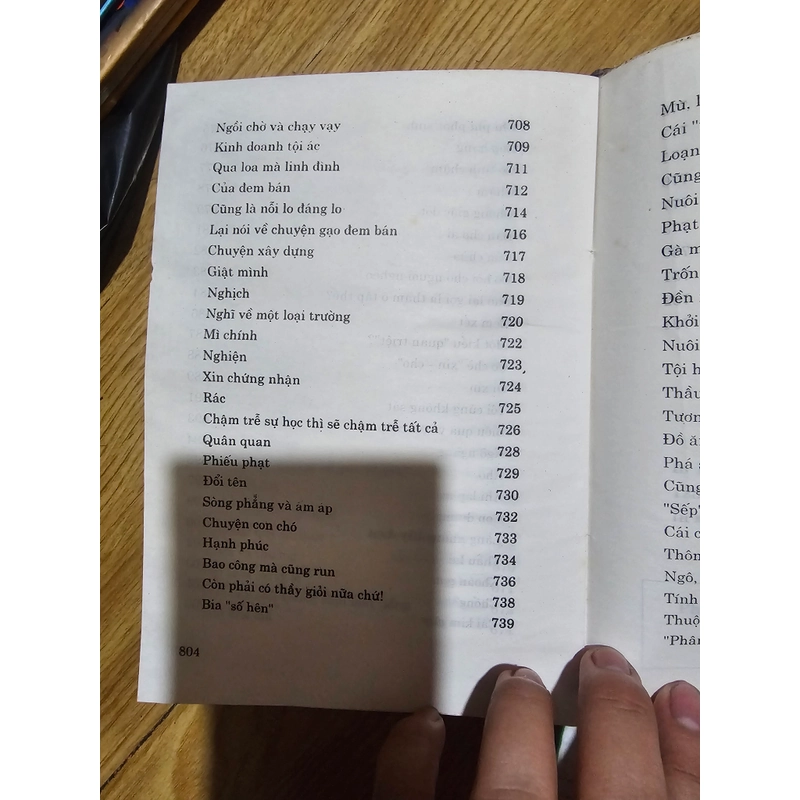 Ngồi chờ và chạy vạy 708
Kinh doanh tội ác 709
Qua loa mà linh đình 711
Của đem bán 712
Cũng là nỗi lo đáng lo 714
Lại nói về chuyện gạo đem bán 716
Chuyện xây dựng 717
Giật mình 718
Nghịch 719
Nghĩ về một loại trường 720
Mì chính 722
Nghiện 723
Xin chứng nhận 724
Rác 725
Chậm trễ sự học thì sẽ chậm trễ tất cả 726
Quân quan 728
Phiếu phạt 729
Đổi tên 730
Sòng phẳng và ấm áp 732
Chuyện con chó 733
Hạnh phúc 734
Bao công mà cũng run 736
Còn phải có thầy giỏi nữa chứ! 738
Bia "số hên" 739
804
Mù.
Cái
Loạn
Cũng
Nuôi
Phạt
Gà
Trốn
Đền
Khởi
Nuôi
Tội
Thầu
Tươn
Đồ
Phá
Cũng
"Sếp"
Cái
Thôn
Ngô,
Tính
Thuộ
"Phân